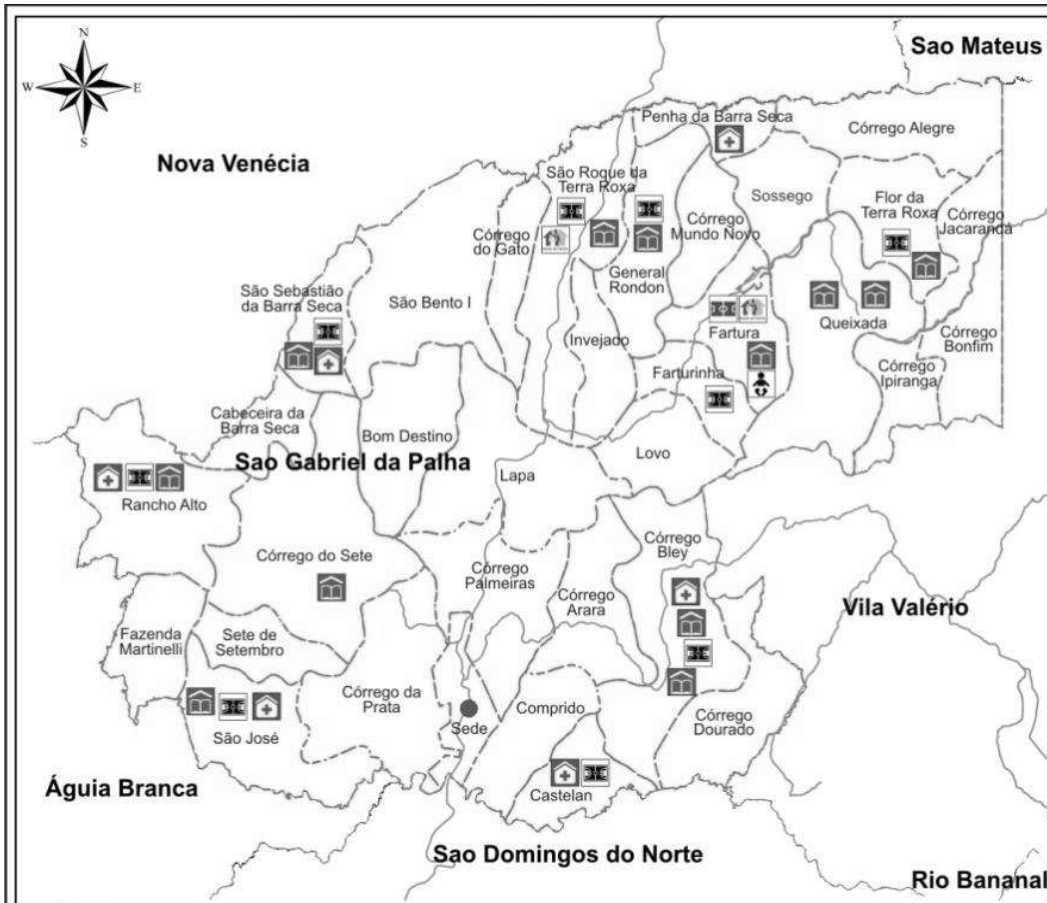 Sao Mateus
N
W
E
S
Nova Venécia
Penha da Barra Seca
Córrego Alegre
São Roque da
Terra Roxa
Sossego
Flor da
Terra Roxa
Córrego
Jacarandá
Córrego
do Gato
Córrego
Mundo Novo
General
Rondon
São Sebastião
da Barra Seca
São Bento I
Invejado
Fartura
Queixada
Córrego
Bonfim
Córrego
Ipiranga
Farturinha
Cabeceira da
Barra Seca
Bom Destino
Lovo
Sao Gabriel da Palha
Lapa
Rancho Alto
Córrego do Sete
Córrego
Bley
Córrego
Palmeiras
Córrego
Arara
Vila Valério
Fazenda
Martinelli
Sete de
Setembro
Córrego da
Prata
Comprido
Córrego
Dourado
Sede
São José
Águia Branca
Castelan
Sao Domingos do Norte
Rio Bananal